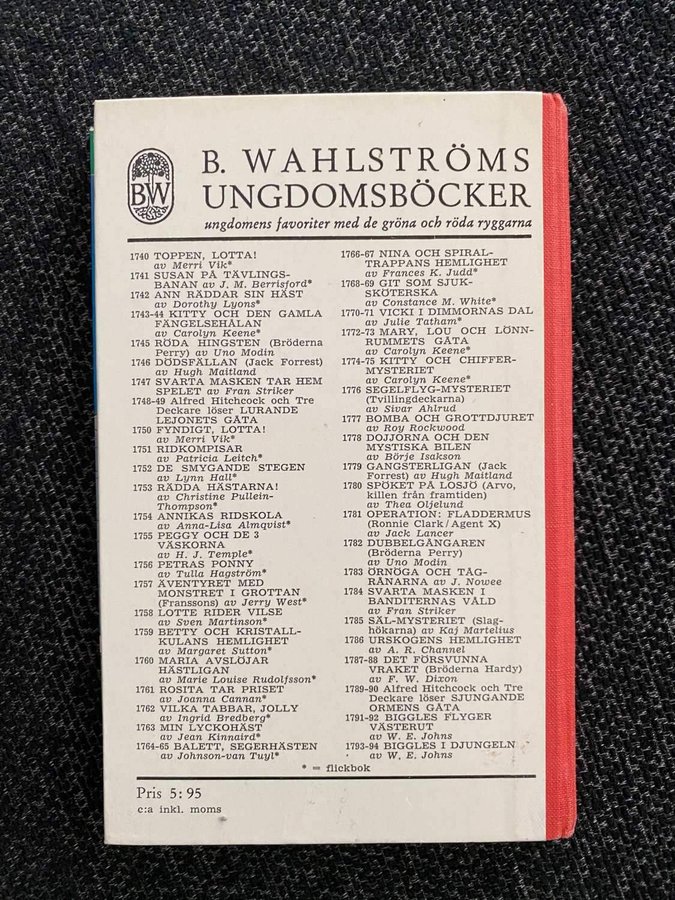 BW
B. WAHLSTRÖMS
UNGDOMSBÖCKER
ungdomens favoriter med de gröna och röda ryggarna
1740 TOPPEN, LOTTA!
av Merri Vik*
1741 SUSAN PÅ TÄVLINGS-
BANAN av J. M. Berrisford*
1742 ANN RÄDDAR SIN HÄST
av Dorothy Lyons*
1743-44 KITTY OCH DEN GAMLA
FÄNGELSEHÅLAN
av Carolyn Keene*
1745 RÖDA HINGSTEN (Bröderna
Perry) av Uno Modin
1746 DÖDSFÄLLAN (Jack Forrest)
av Hugh Maitland
1747 SVARTA MASKEN TAR HEM
SPELET av Fran Striker
1748-49 Alfred Hitchcock och Tre
Deckare löser LURANDE
LEJONETS GÅTA
1750 FYNDIGT, LOTTA!
av Merri Vik*
1751 RIDKOMPISAR
av Patricia Leitch*
1752 DE SMYGANDE STEGEN
av Lynn Hall*
1753 RÄDDA HÄSTARNA!
av Christine Pullein-
Thompson*
1754 ANNIKAS RIDSKOLA
av Anna-Lisa Almqvist*
1755 PEGGY OCH DE 3
VÄSKORNA
av H. J. Temple*
1756 PETRAS PONNY
av Tulla Hagström*
1757 ÄVENTYRET MED
MONSTRET I GROTTAN
(Franssons) av Jerry West*
1758 LOTTE RIDER VILSE
av Sven Martinson*
1759 BETTY OCH KRISTALL-
KULANS HEMLIGHET
av Margaret Sutton*
1760 MARIA AVSLÖJAR
HÄSTLIGAN
av Marie Louise Rudolfsson*
1761 ROSITA TAR PRISET
av Joanna Cannan*
1762 VILKA TABBAR, JOLLY
av Ingrid Bredberg*
1763 MIN LYCKOHÄST
av Jean Kinnaird*
1764-65 BALETT, SEGERHÄSTEN
av Johnson-van Tuyl*
1766-67 NINA OCH SPIRAL-
TRAPPANS HEMLIGHET
av Frances K. Judd*
1768-69 GIT SOM SJUK-
SKÖTERSKA
av Constance M. White*
1770-71 VICKI I DIMMORNAS DAL
av Julie Tatham*
1772-73 MARY, LOU OCH LÖNN-
RUMMETS GÅTA
av Carolyn Keene*
1774-75 KITTY OCH CHIFFER-
MYSTERIET
av Carolyn Keene*
1776 SEGELFLYG-MYSTERIET
(Tvillingdeckarna)
av Sivar Ahlrud
1777 BOMBA OCH GROTTDJURET
av Roy Rockwood
1778 DOJJORNA OCH DEN
MYSTISKA BILEN
av Börje Isakson
1779 GANGSTERLIGAN (Jack
Forrest) av Hugh Maitland
1780 SPÖKET PÅ LOSJÖ (Arvo,
killen från framtiden)
av Thea Oljelund
1781 OPERATION: FLADDERMUS
(Ronnie Clark/Agent X)
av Jack Lancer
1782 DUBBELGÅNGAREN
(Bröderna Perry)
av Uno Modin
1783 ÖRNÖGA OCH TÅG-
RÅNARNA av J. Nowee
1784 SVARTA MASKEN I
BANDITERNAS VÅLD
av Fran Striker
1785 SÄL-MYSTERIET (Slag-
hökarna) av Kaj Martelius
1786 URSKOGENS HEMLIGHET
av A. R. Channel
1787-88 DET FÖRSVUNNA
VRAKET (Bröderna Hardy)
av F. W. Dixon
1789-90 Alfred Hitchcock och Tre
Deckare löser SJUNGANDE
ORMENS GÅTA
1791-92 BIGGLES FLYGER
VÄSTERUT
av W. E. Johns
1793-94 BIGGLES I DJUNGELN
av W. E. Johns
* = flickbok
Pris 5:95
c:a inkl. moms